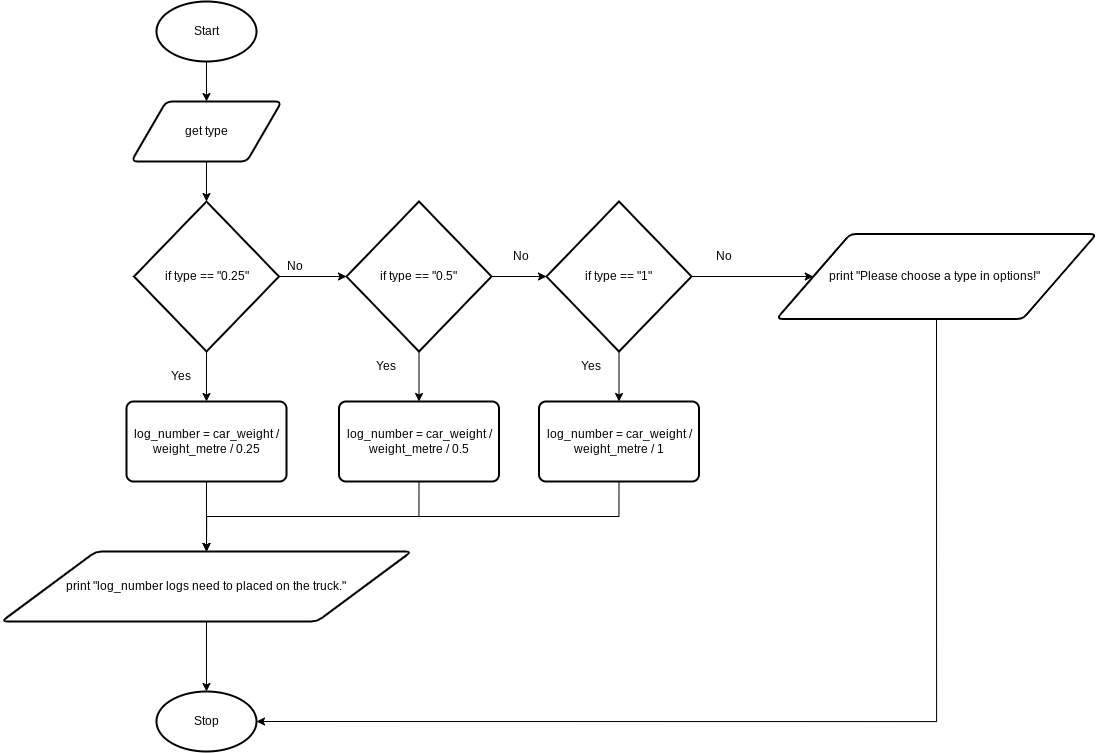 Start
get type
if type == "0.25"
No
if type == "0.5"
No
if type == "1"
No
print "Please choose a type in options!"
Yes
Yes
Yes
log_number = car_weight /
weight_metre / 0.25
log_number = car_weight /
weight_metre / 0.5
log_number = car_weight /
weight_metre / 1
print "log_number logs need to placed on the truck."
Stop